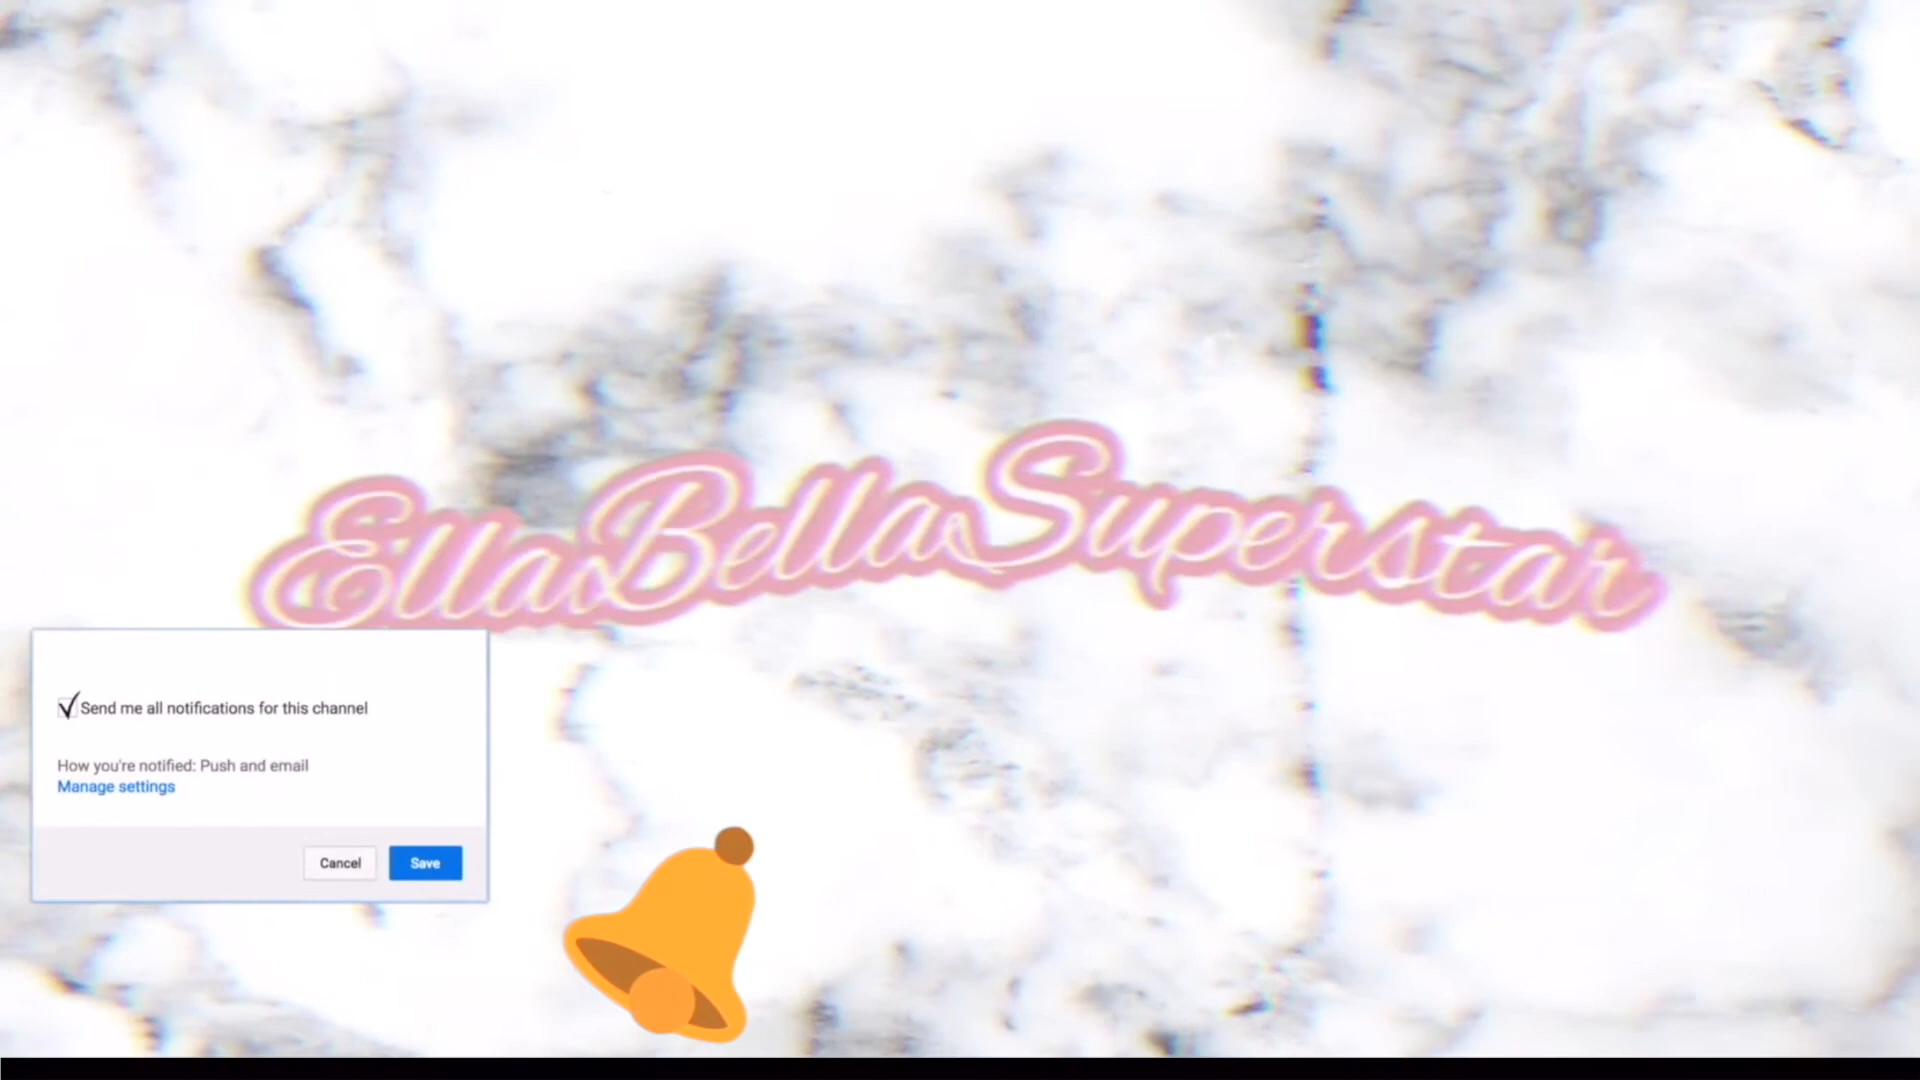 EllaBellaSuperstar
Send me all notifications for this channel
How you're notified: Push and email
Manage settings
Cancel Save